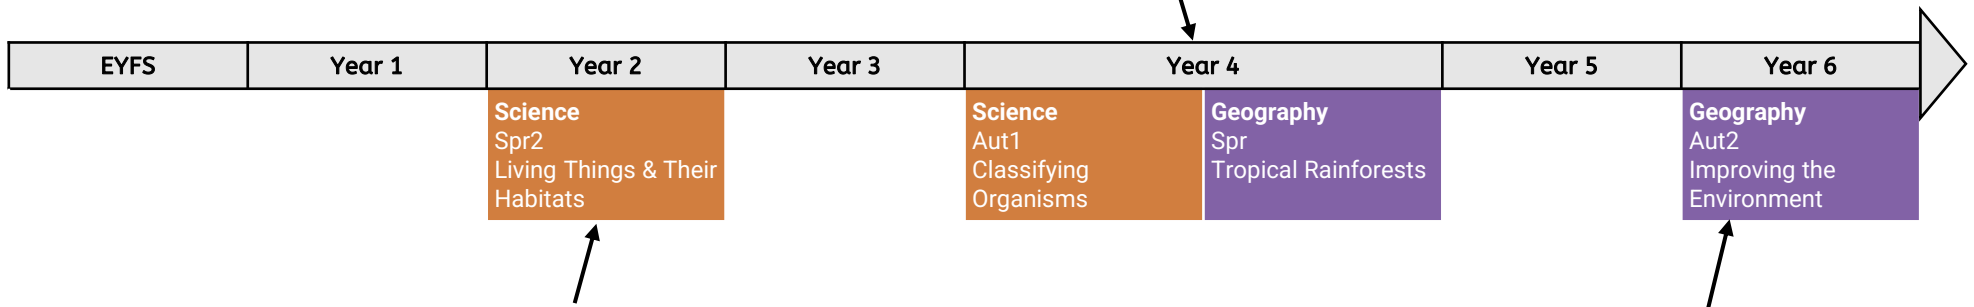 EYFS
Year 1
Year 2
Year 3
Year 4
Year 5
Year 6
Science
Spr2
Living Things & Their
Habitats
Science
Aut1
Classifying
Organisms
Geography
Spr
Tropical Rainforests
Geography
Aut2
Improving the
Environment